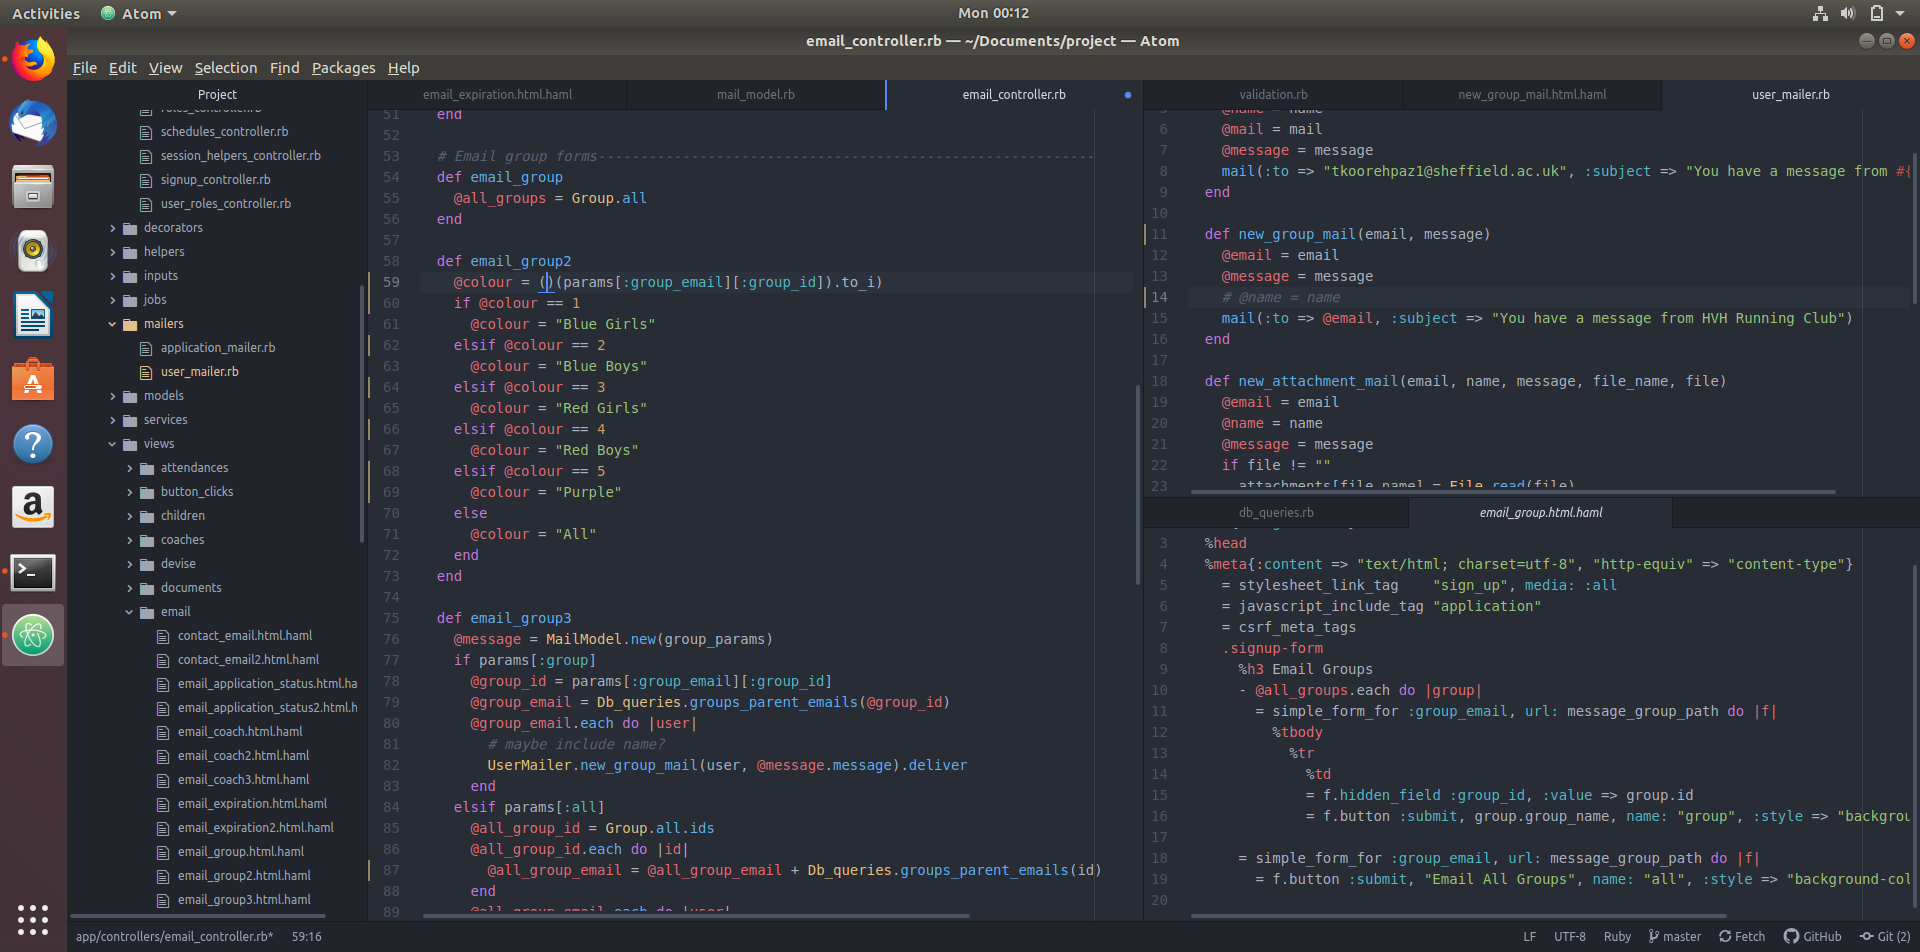 Activities Atom Mon 00:12
email_controller.rb — ~/Documents/project — Atom
File Edit View Selection Find Packages Help
Project
roles_controller.rb
schedules_controller.rb
session_helpers_controller.rb
signup_controller.rb
user_roles_controller.rb
decorators
helpers
inputs
jobs
mailers
application_mailer.rb
user_mailer.rb
models
services
views
attendances
button_clicks
children
coaches
devise
documents
email
contact_email.html.haml
contact_email2.html.haml
email_application_status.html.ha
email_application_status2.html.h
email_coach.html.haml
email_coach2.html.haml
email_coach3.html.haml
email_expiration.html.haml
email_expiration2.html.haml
email_group.html.haml
email_group2.html.haml
email_group3.html.haml
email_expiration.html.haml mail_model.rb email_controller.rb
51 end
52
53 # Email group forms-----------------------------------------------------------
54 def email_group
55 @all_groups = Group.all
56 end
57
58 def email_group2
59 @colour = ()(params[:group_email][:group_id]).to_i)
60 if @colour == 1
61 @colour = "Blue Girls"
62 elsif @colour == 2
63 @colour = "Blue Boys"
64 elsif @colour == 3
65 @colour = "Red Girls"
66 elsif @colour == 4
67 @colour = "Red Boys"
68 elsif @colour == 5
69 @colour = "Purple"
70 else
71 @colour = "All"
72 end
73 end
74
75 def email_group3
76 @message = MailModel.new(group_params)
77 if params[:group]
78 @group_id = params[:group_email][:group_id]
79 @group_email = Db_queries.groups_parent_emails(@group_id)
80 @group_email.each do |user|
81 # maybe include name?
82 UserMailer.new_group_mail(user, @message.message).deliver
83 end
84 elsif params[:all]
85 @all_group_id = Group.all.ids
86 @all_group_id.each do |id|
87 @all_group_email = @all_group_email + Db_queries.groups_parent_emails(id)
88 end
89 @all_group_email.each do |user|
validation.rb new_group_mail.html.haml user_mailer.rb
5 @name = name
6 @mail = mail
7 @message = message
8 mail(:to => "tkoorehpaz1@sheffield.ac.uk", :subject => "You have a message from #{
9 end
10
11 def new_group_mail(email, message)
12 @email = email
13 @message = message
14 # @name = name
15 mail(:to => @email, :subject => "You have a message from HVH Running Club")
16 end
17
18 def new_attachment_mail(email, name, message, file_name, file)
19 @email = email
20 @name = name
21 @message = message
22 if file != ""
23 attachments[file_name] = File.read(file)
db_queries.rb email_group.html.haml
3 %head
4 %meta{:content => "text/html; charset=utf-8", "http-equiv" => "content-type"}
5 = stylesheet_link_tag "sign_up", media: :all
6 = javascript_include_tag "application"
7 = csrf_meta_tags
8 .signup-form
9 %h3 Email Groups
10 - @all_groups.each do |group|
11 = simple_form_for :group_email, url: message_group_path do |f|
12 %tbody
13 %tr
14 %td
15 = f.hidden_field :group_id, :value => group.id
16 = f.button :submit, group.group_name, name: "group", :style => "backgrou
17
18 = simple_form_for :group_email, url: message_group_path do |f|
19 = f.button :submit, "Email All Groups", name: "all", :style => "background-col
20
app/controllers/email_controller.rb* 59:16 LF UTF-8 Ruby master Fetch GitHub Git (2)